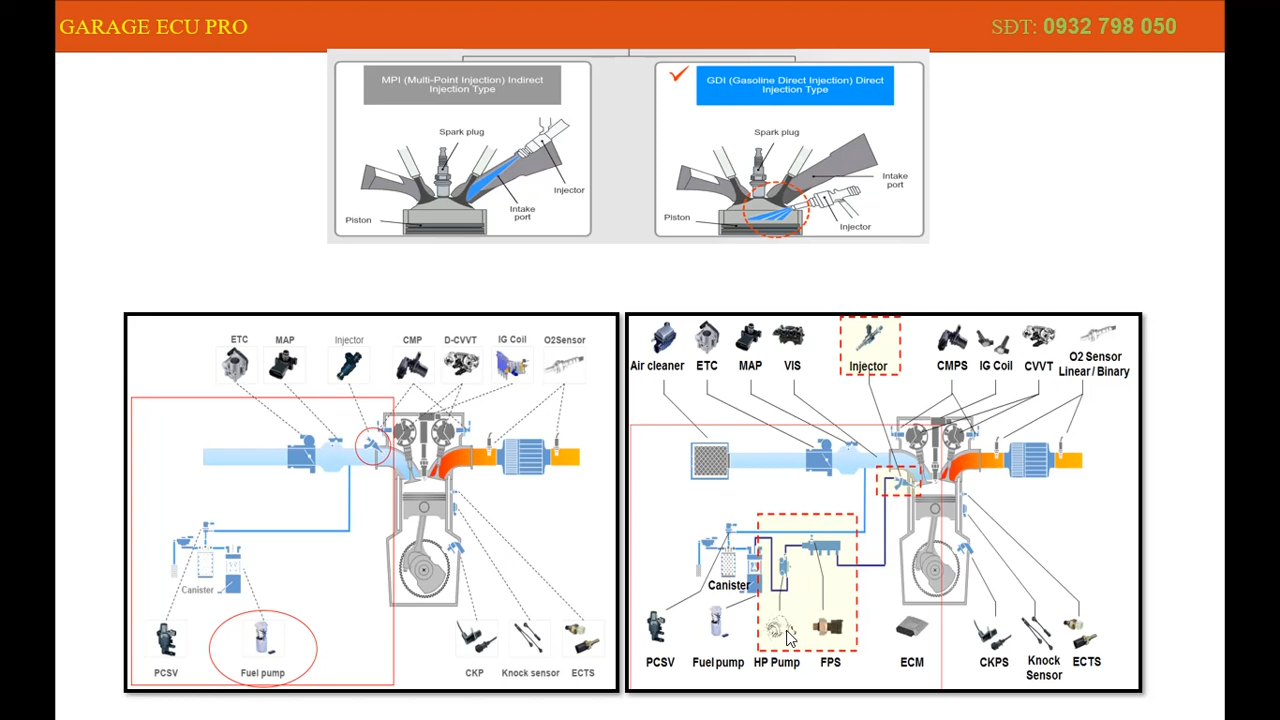 GARAGE ECU PRO
SĐT: 0932 798 050
MPI (Multi-Point Injection) Indirect
Injection Type
Spark plug
Injector
Intake
port
Piston
GDI (Gasoline Direct Injection) Direct
Injection Type
Spark plug
Intake
port
Piston
Injector
ETC
MAP
Injector
CMP
D-CVVT
IG Coil
O2Sensor
Canister
PCSV
Fuel pump
CKP
Knock sensor
ECTS
Air cleaner
ETC
MAP
VIS
Injector
CMPS
IG Coil
CVVT
O2 Sensor
Linear / Binary
Canister
PCSV
Fuel pump
HP Pump
FPS
ECM
CKPS
Knock
Sensor
ECTS